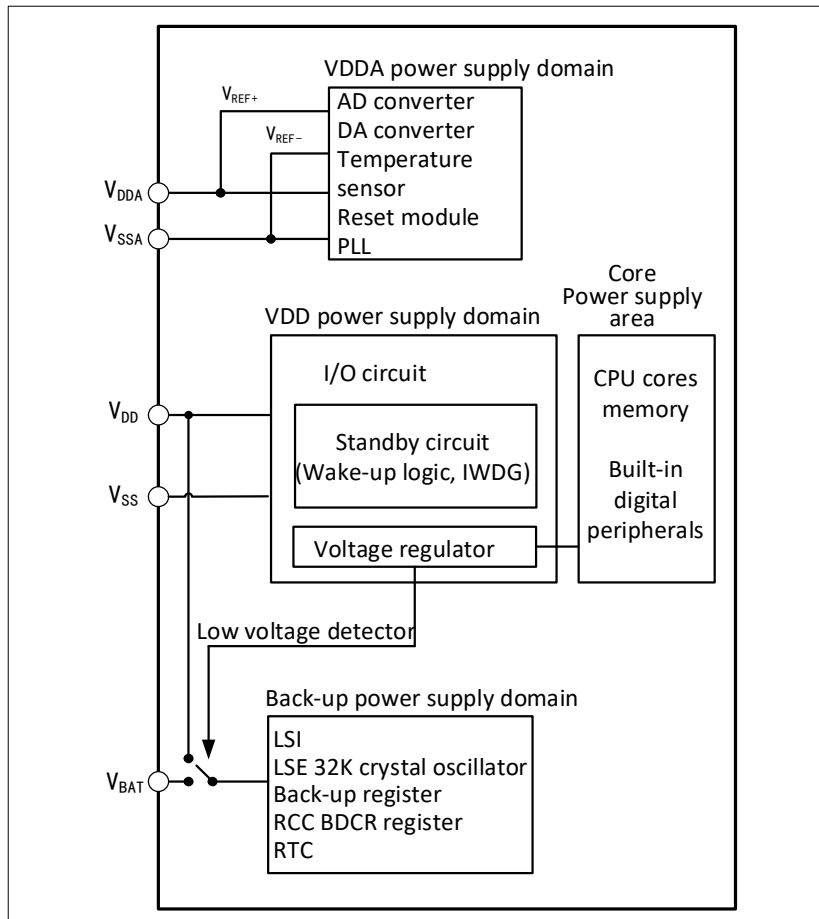 VDDA power supply domain
VREF+
AD converter
DA converter
VREF-
Temperature
VDDA
sensor
Reset module
VSSA
PLL
Core
Power supply
area
VDD power supply domain
I/O circuit
CPU cores
memory
VDD
Standby circuit
(Wake-up logic, IWDG)
Built-in
digital
peripherals
VSS
Voltage regulator
Low voltage detector
Back-up power supply domain
LSI
LSE 32K crystal oscillator
VBAT
Back-up register
RCC BDCR register
RTC